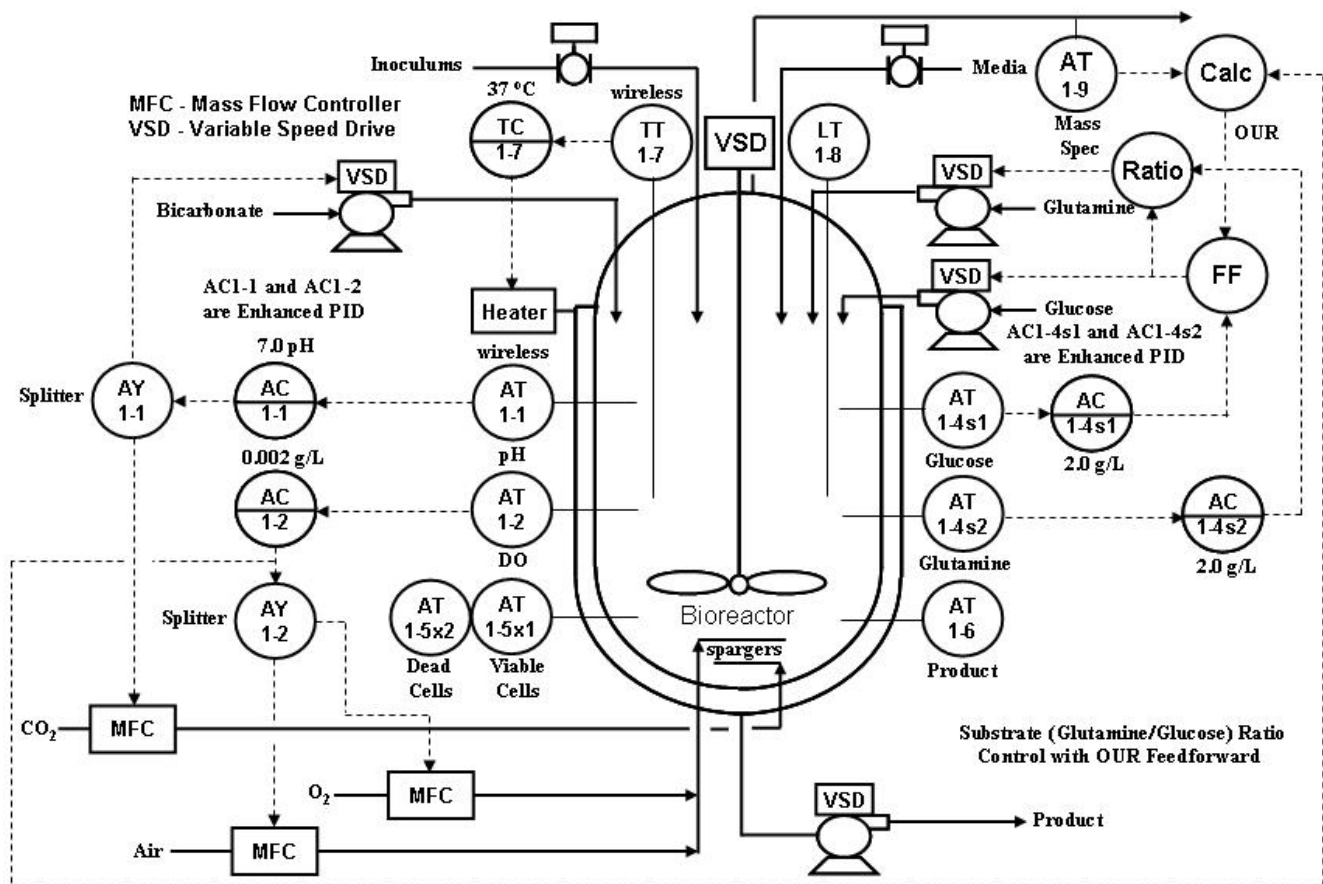 Inoculums
Media
AT
1-9
Calc
MFC - Mass Flow Controller
VSD - Variable Speed Drive
37 °C
wireless
TC
1-7
TT
1-7
VSD
LT
1-8
Mass
Spec
OUR
VSD
Bicarbonate
VSD
Glutamine
Ratio
AC1-1 and AC1-2
are Enhanced PID
Heater
VSD
Glucose
FF
AC1-4s1 and AC1-4s2
are Enhanced PID
7.0 pH
wireless
Splitter
AY
1-1
AC
1-1
AT
1-1
pH
AT
1-4s1
Glucose
AC
1-4s1
2.0 g/L
0.002 g/L
AC
1-2
AT
1-2
DO
AT
1-4s2
Glutamine
AC
1-4s2
2.0 g/L
Splitter
AY
1-2
AT
1-5x2
AT
1-5x1
Dead
Cells
Viable
Cells
Bioreactor
spargers
AT
1-6
Product
CO2
MFC
Substrate (Glutamine/Glucose) Ratio
Control with OUR Feedforward
O2
MFC
VSD
Product
Air
MFC